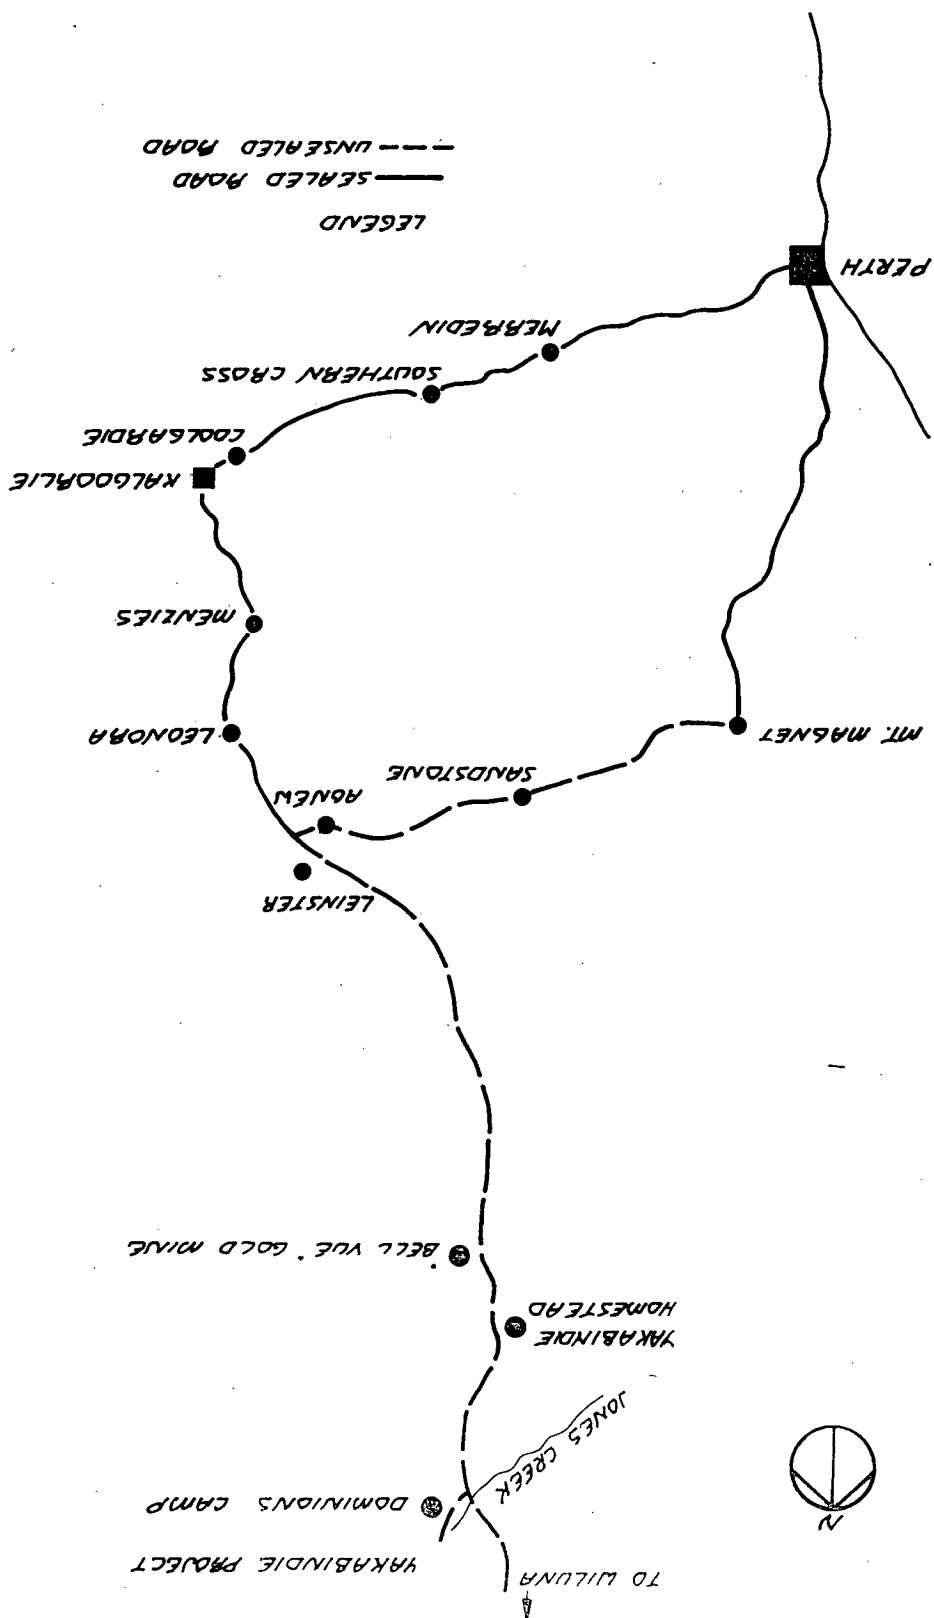 TO WILUNA
N
YAKABINDIE PROJECT
DOMINIONS CAMP
JONES CREEK
YAKABINDIE
HOMESTEAD
"BELL VUE" GOLD MINE
LEINSTER
AGNEW
SANDSTONE
MT. MAGNET
LEONORA
MENZIES
KALGOORLIE
COOLGARDIE
SOUTHERN CROSS
MERREDIN
PERTH
LEGEND
SEALED ROAD
UNSEALED ROAD